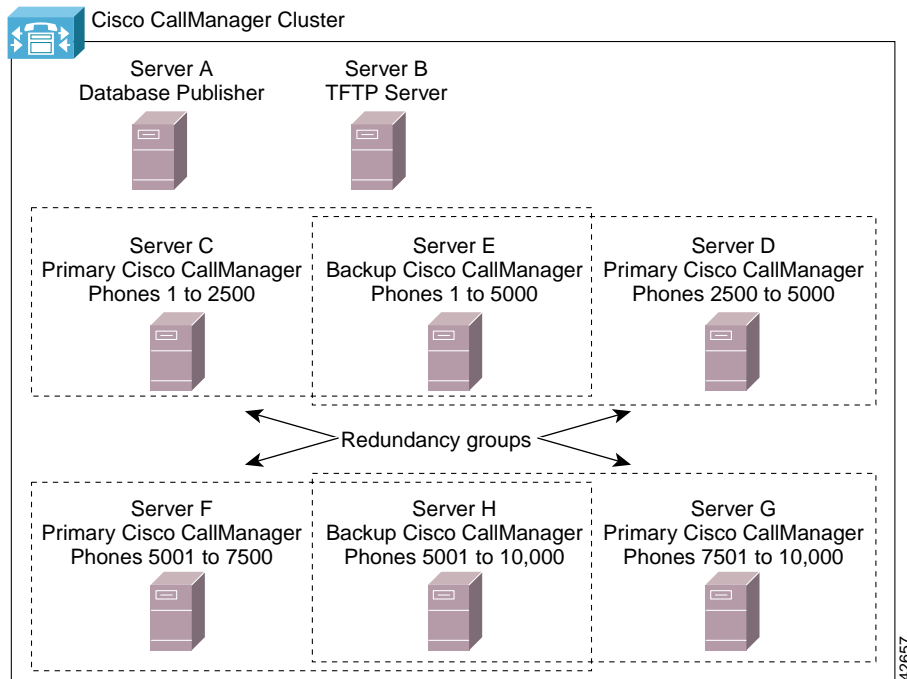 Cisco CallManager Cluster
Server A
Database Publisher
Server B
TFTP Server
Server C
Primary Cisco CallManager
Phones 1 to 2500
Server E
Backup Cisco CallManager
Phones 1 to 5000
Server D
Primary Cisco CallManager
Phones 2500 to 5000
Redundancy groups
Server F
Primary Cisco CallManager
Phones 5001 to 7500
Server H
Backup Cisco CallManager
Phones 5001 to 10,000
Server G
Primary Cisco CallManager
Phones 7501 to 10,000
42657